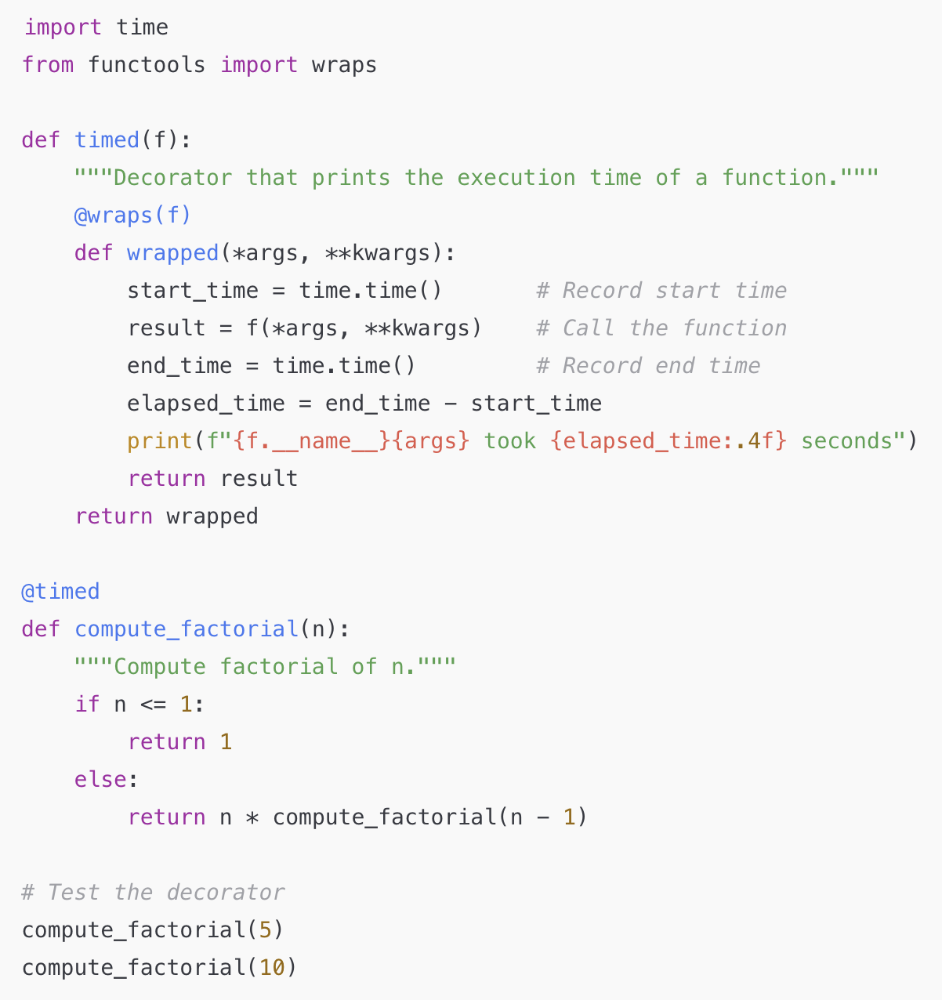 import time
from functools import wraps

def timed(f):
    """Decorator that prints the execution time of a function."""
    @wraps(f)
    def wrapped(*args, **kwargs):
        start_time = time.time()       # Record start time
        result = f(*args, **kwargs)    # Call the function
        end_time = time.time()         # Record end time
        elapsed_time = end_time - start_time
        print(f"{f.__name__}{args} took {elapsed_time:.4f} seconds")
        return result
    return wrapped

@timed
def compute_factorial(n):
    """Compute factorial of n."""
    if n <= 1:
        return 1
    else:
        return n * compute_factorial(n - 1)

# Test the decorator
compute_factorial(5)
compute_factorial(10)